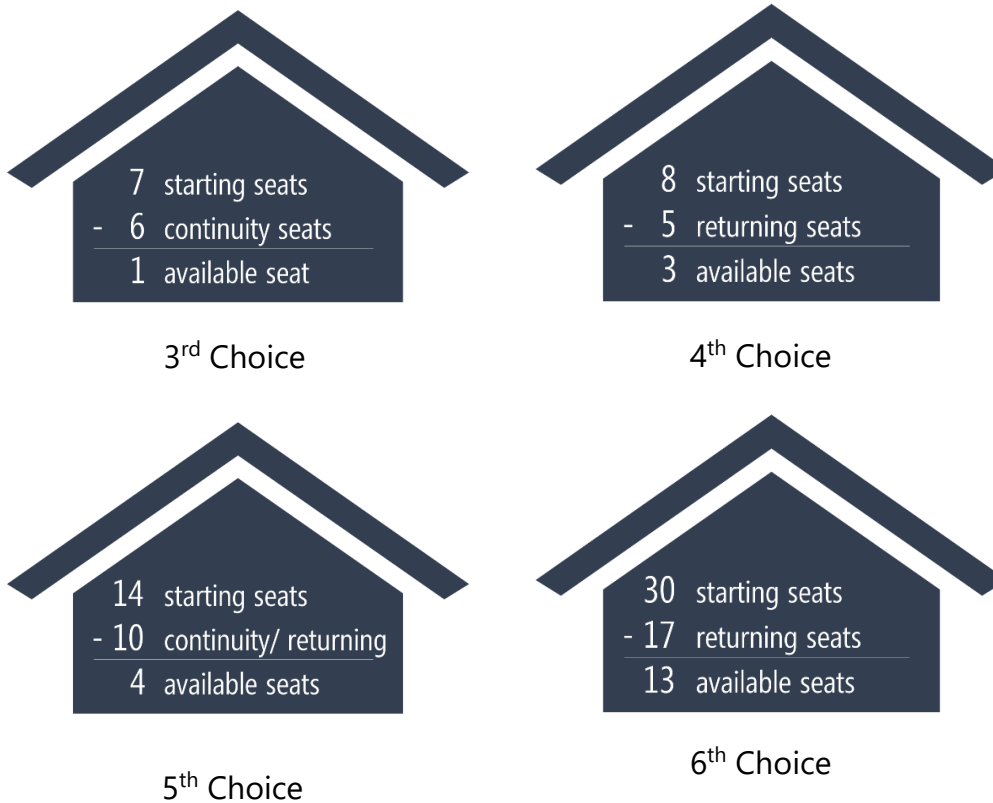 7 starting seats
- 6 continuity seats
1 available seat
3rd Choice
8 starting seats
- 5 returning seats
3 available seats
4th Choice
14 starting seats
- 10 continuity/ returning
4 available seats
5th Choice
30 starting seats
- 17 returning seats
13 available seats
6th Choice